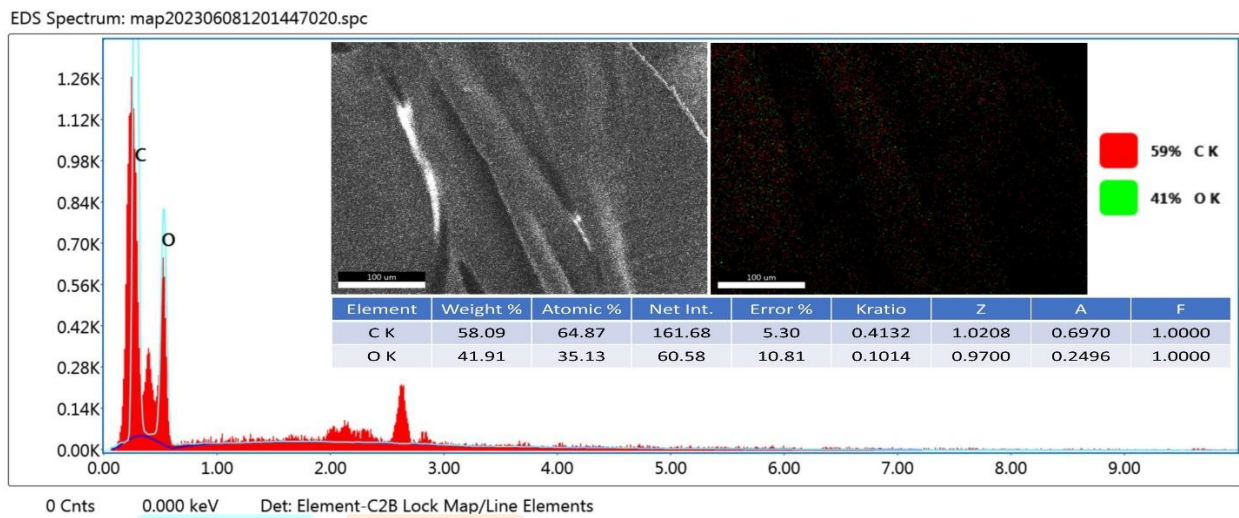 EDS Spectrum: map202306081201447020.spc
1.26K
1.12K
0.98K
0.84K
0.70K
0.56K
0.42K
0.28K
0.14K
0.00K
C
O
100 um
100 um
59% C K
41% O K
Element Weight % Atomic % Net Int. Error % Kratio Z A F
C K 58.09 64.87 161.68 5.30 0.4132 1.0208 0.6970 1.0000
O K 41.91 35.13 60.58 10.81 0.1014 0.9700 0.2496 1.0000
0.00 1.00 2.00 3.00 4.00 5.00 6.00 7.00 8.00 9.00
0 Cnts 0.000 keV Det: Element-C2B Lock Map/Line Elements